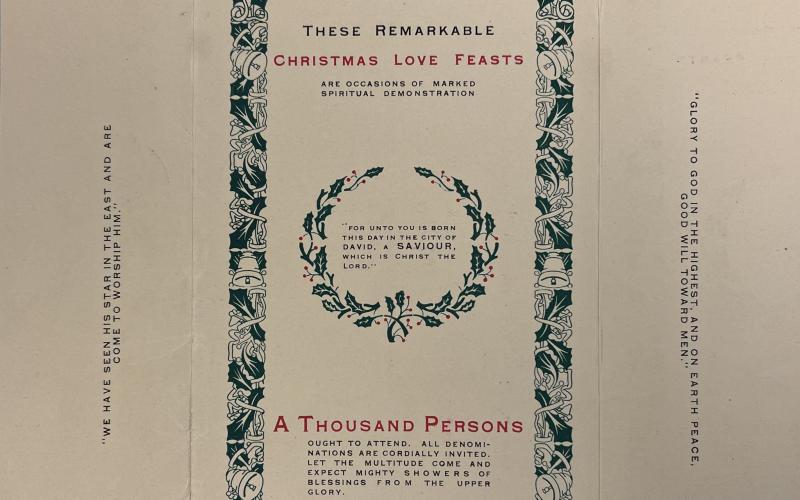 "WE HAVE SEEN HIS STAR IN THE EAST AND ARE
COME TO WORSHIP HIM."
THESE REMARKABLE
CHRISTMAS LOVE FEASTS
ARE OCCASIONS OF MARKED
SPIRITUAL DEMONSTRATION
"FOR UNTO YOU IS BORN
THIS DAY IN THE CITY OF
DAVID, A SAVIOUR,
WHICH IS CHRIST THE
LORD."
A THOUSAND PERSONS
OUGHT TO ATTEND. ALL DENOMI-
NATIONS ARE CORDIALLY INVITED.
LET THE MULTITUDE COME AND
EXPECT MIGHTY SHOWERS OF
BLESSINGS FROM THE UPPER
GLORY.
"GLORY TO GOD IN THE HIGHEST, AND ON EARTH PEACE,
GOOD WILL TOWARD MEN."